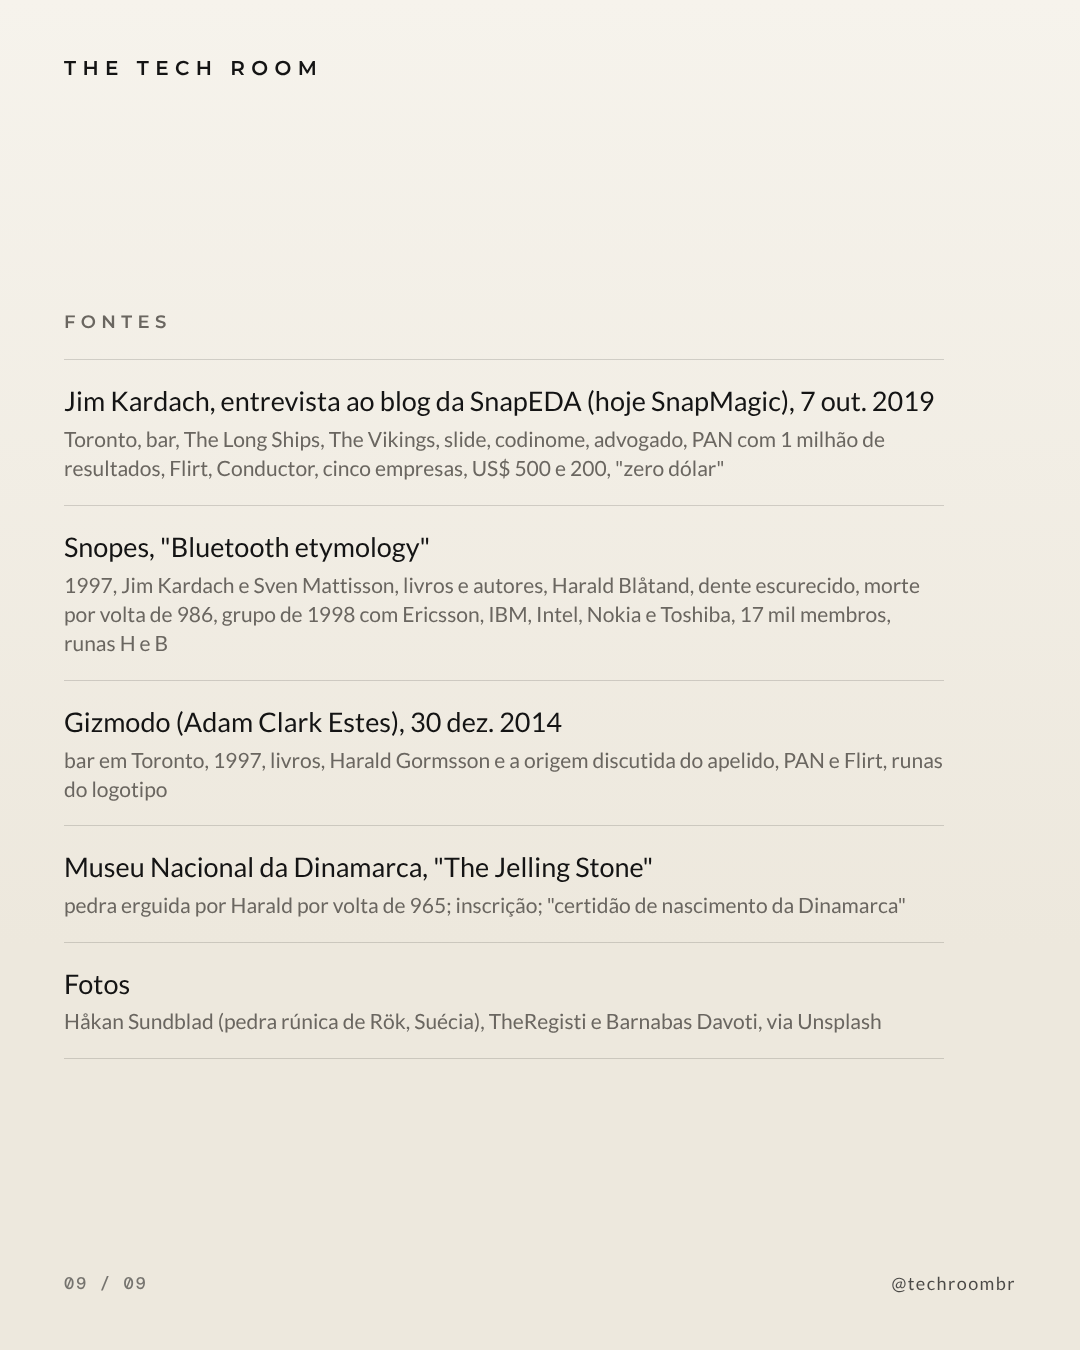 THE TECH ROOM
FONTES
Jim Kardach, entrevista ao blog da SnapEDA (hoje SnapMagic), 7 out. 2019
Toronto, bar, The Long Ships, The Vikings, slide, codinome, advogado, PAN com 1 milhão de
resultados, Flirt, Conductor, cinco empresas, US$ 500 e 200, "zero dólar"
Snopes, "Bluetooth etymology"
1997, Jim Kardach e Sven Mattisson, livros e autores, Harald Blåtand, dente escurecido, morte
por volta de 986, grupo de 1998 com Ericsson, IBM, Intel, Nokia e Toshiba, 17 mil membros,
runas H e B
Gizmodo (Adam Clark Estes), 30 dez. 2014
bar em Toronto, 1997, livros, Harald Gormsson e a origem discutida do apelido, PAN e Flirt, runas
do logotipo
Museu Nacional da Dinamarca, "The Jelling Stone"
pedra erguida por Harald por volta de 965; inscrição; "certidão de nascimento da Dinamarca"
Fotos
Håkan Sundblad (pedra rúnica de Rök, Suécia), TheRegisti e Barnabas Davoti, via Unsplash
09 / 09
@techroombr